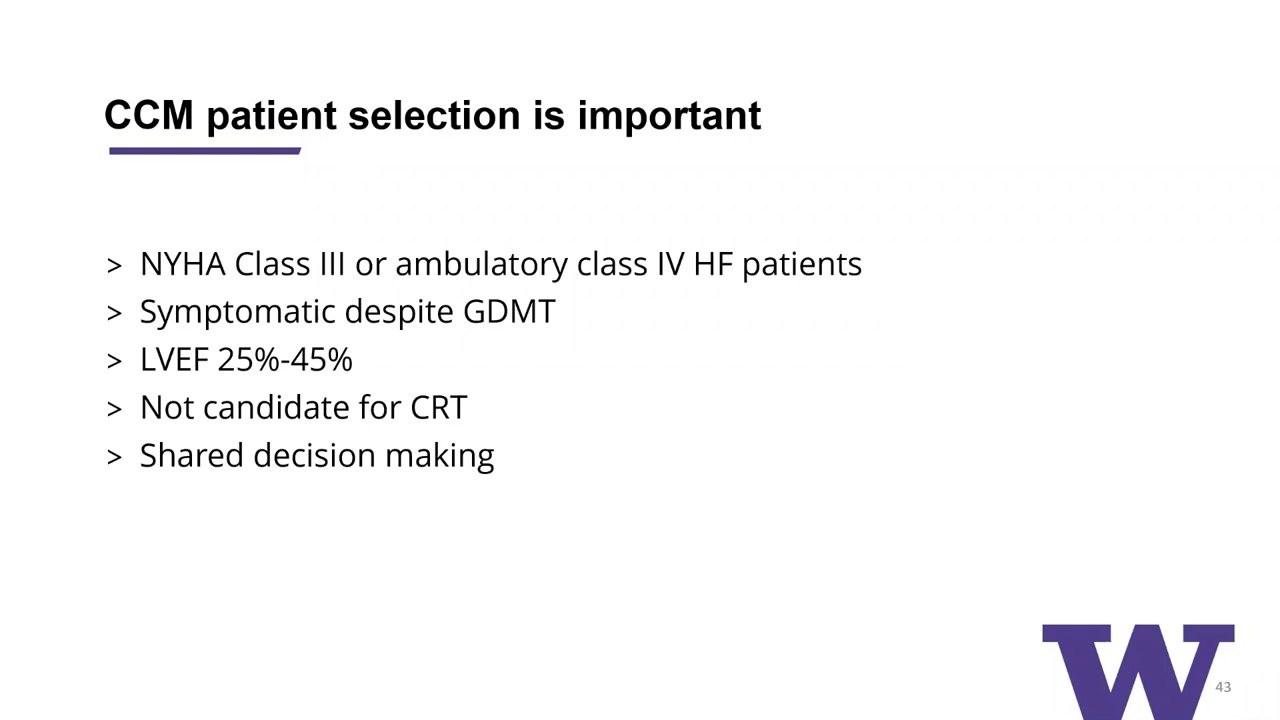 CCM patient selection is important
> NYHA Class III or ambulatory class IV HF patients
> Symptomatic despite GDMT
> LVEF 25%-45%
> Not candidate for CRT
> Shared decision making
W
43